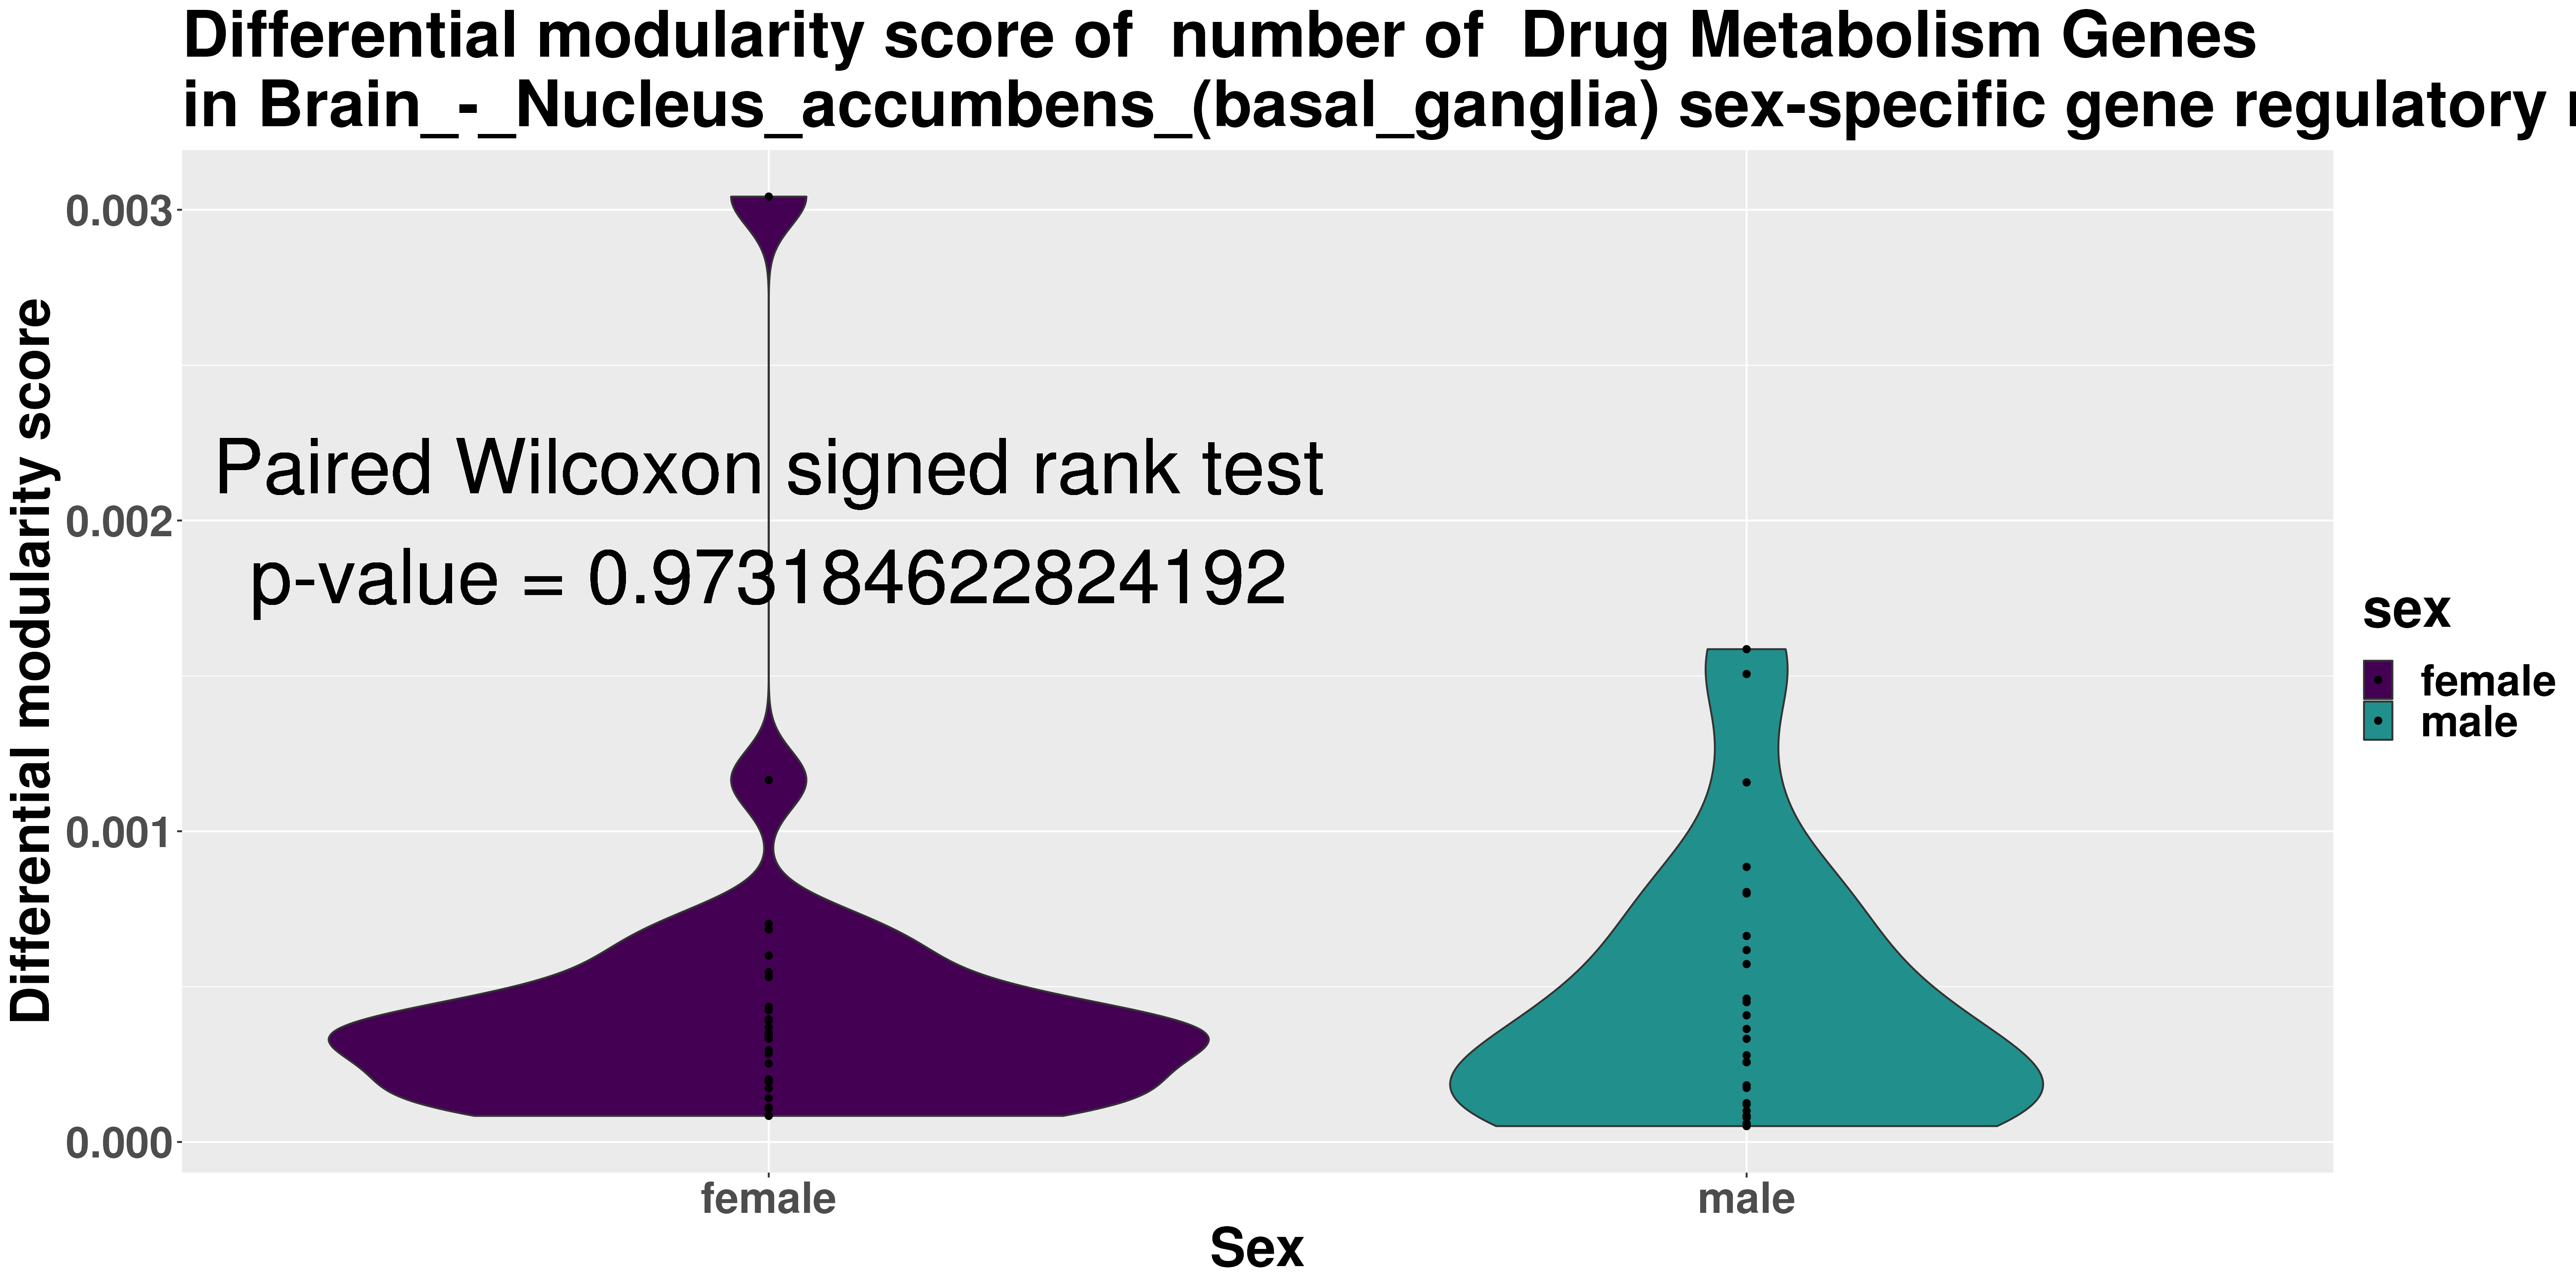 Differential modularity score of  number of  Drug Metabolism Genes
in Brain_-_Nucleus_accumbens_(basal_ganglia) sex-specific gene regulatory
Differential modularity score
0.003
0.002
0.001
0.000
Paired Wilcoxon signed rank test
p-value = 0.973184622824192
female
male
Sex
sex
female
male